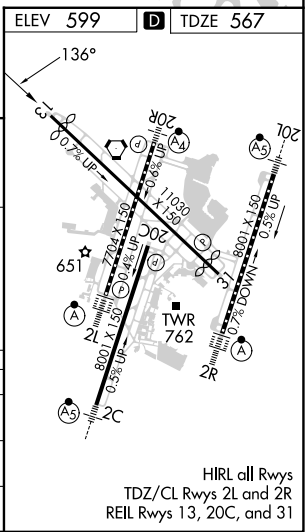 ELEV 599
D
TDZE 567
136°
13
0.7% UP
P
20R
A4
0.6% UP
20L
A5
0.5% UP
11030 X 150
20C
0.4% UP
P
P
7704 X 150
8001 X 150
651
P
31
A
2L
TWR 762
0.7% DOWN
8001 X 150
0.5% UP
A
2R
A5
2C
HIRL all Rwys
TDZ/CL Rwys 2L and 2R
REIL Rwys 13, 20C, and 31